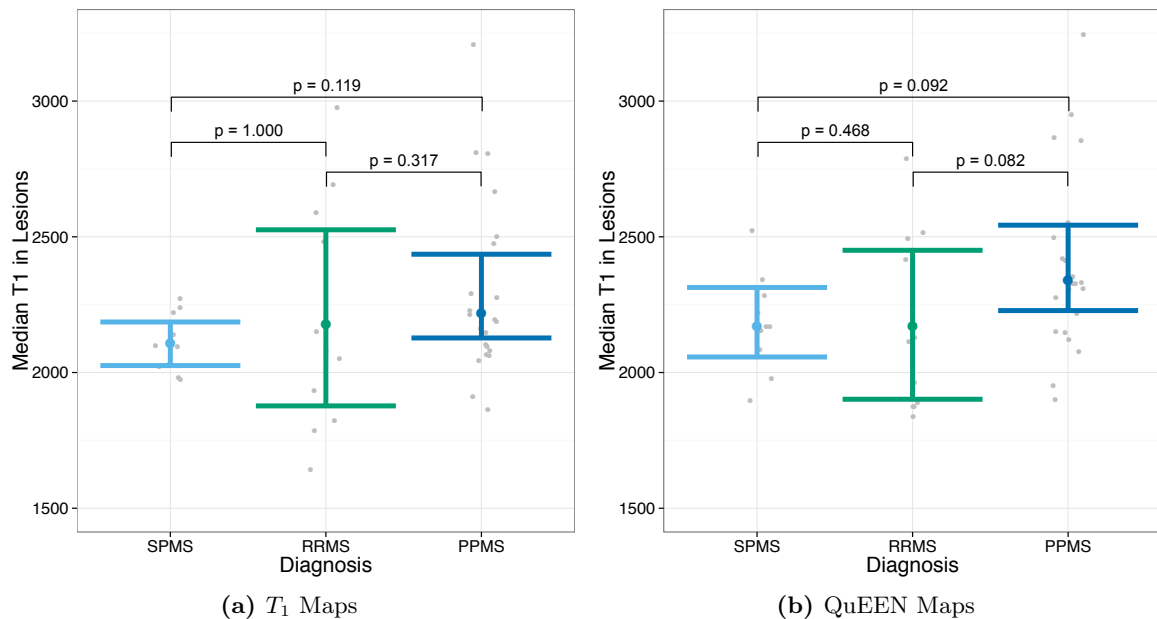 Median T1 in Lesions
3000
2500
2000
1500
p = 0.119
p = 1.000
p = 0.317
SPMS RRMS PPMS
Diagnosis
(a) T₁ Maps
Median T1 in Lesions
3000
2500
2000
1500
p = 0.092
p = 0.468
p = 0.082
SPMS RRMS PPMS
Diagnosis
(b) QuEEN Maps